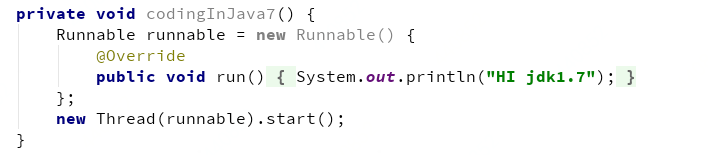 private void codingInJava7() {
    Runnable runnable = new Runnable() {
        @Override
        public void run() { System.out.println("HI jdk1.7"); }
    };
    new Thread(runnable).start();
}